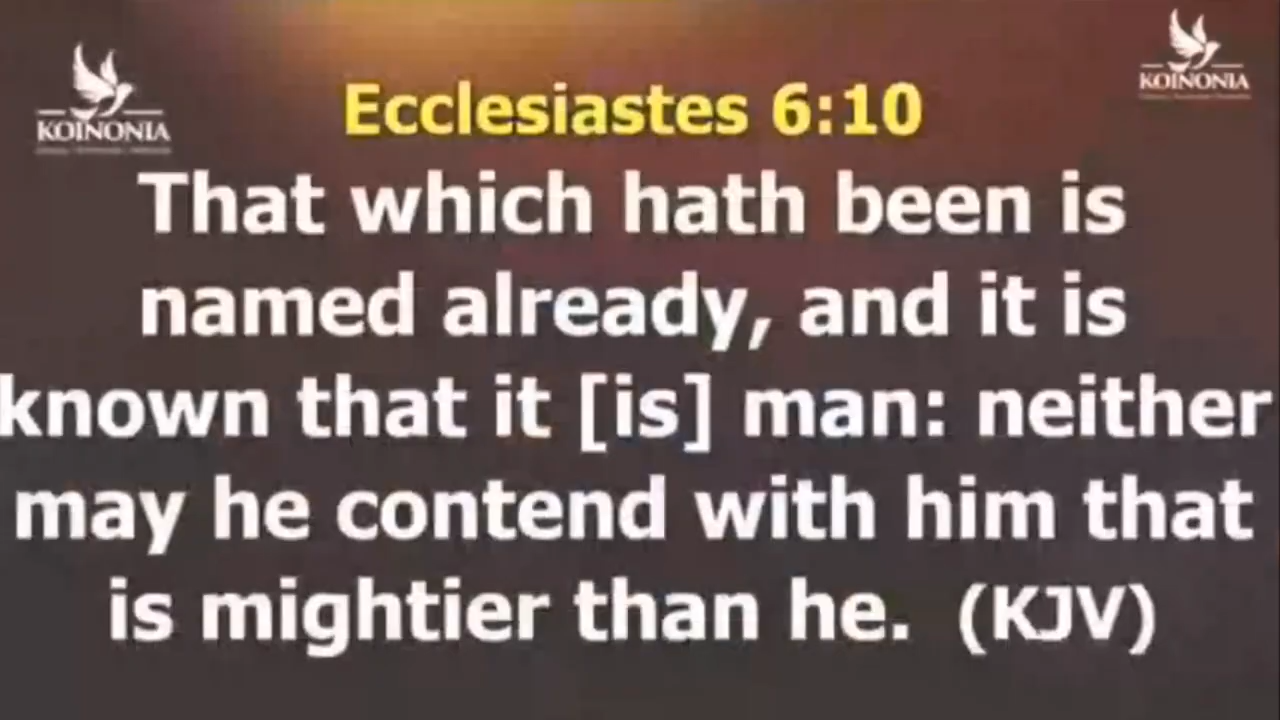 KOINONIA
KOINONIA
Ecclesiastes 6:10
That which hath been is
named already, and it is
known that it [is] man: neither
may he contend with him that
is mightier than he. (KJV)